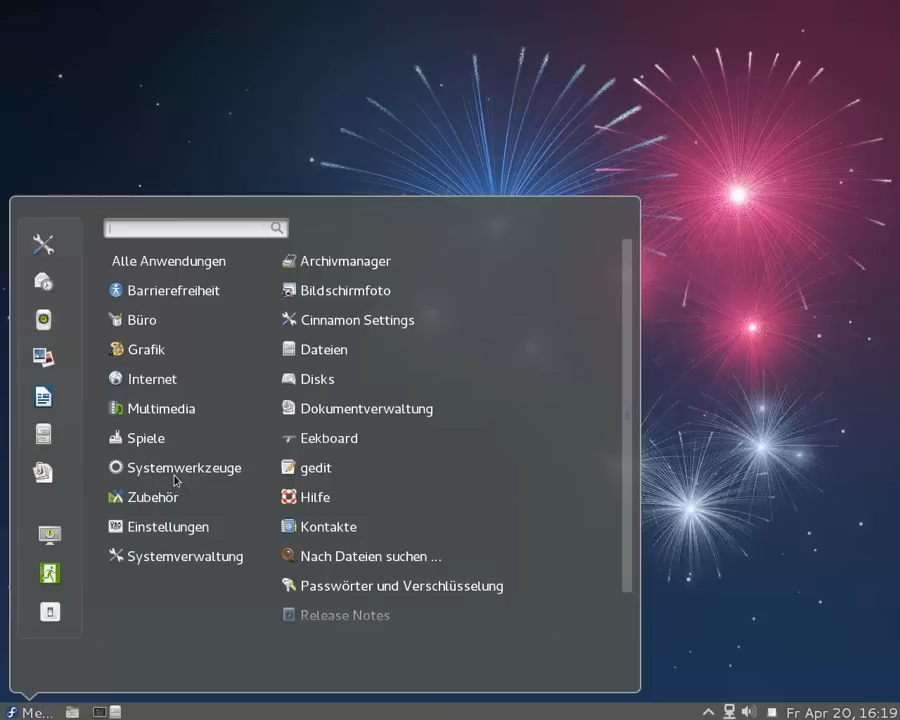 Alle Anwendungen
Barrierefreiheit
Büro
Grafik
Internet
Multimedia
Spiele
Systemwerkzeuge
Zubehör
Einstellungen
Systemverwaltung
Archivmanager
Bildschirmfoto
Cinnamon Settings
Dateien
Disks
Dokumentverwaltung
Eekboard
gedit
Hilfe
Kontakte
Nach Dateien suchen ...
Passwörter und Verschlüsselung
Release Notes
Me...
Fr Apr 20, 16:19